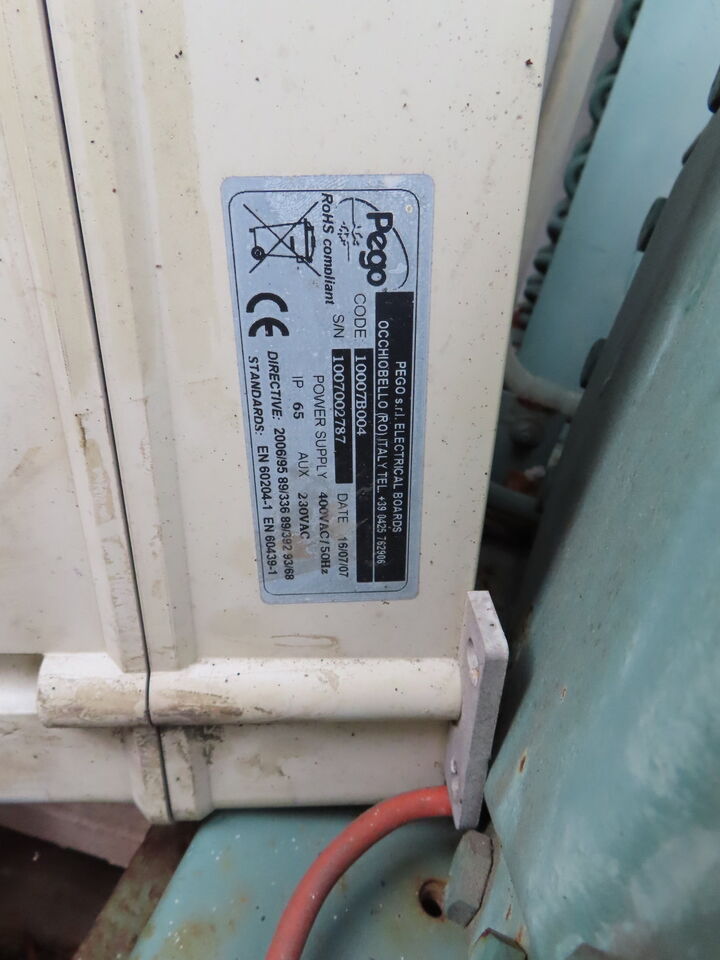 Pego
PEGO s.r.l. ELECTRICAL BOARDS
OCCHIOBELLO (RO) ITALY TEL. +39 0425 762906
CODE: 10007B004
S/N 1007002787 DATE 16/07/07
RoHS compliant
POWER SUPPLY 400VAC/50Hz
IP 65 AUX 230VAC
CE
DIRECTIVE: 2006/95 89/336 89/392 93/68
STANDARDS: EN 60204-1 EN 60439-1